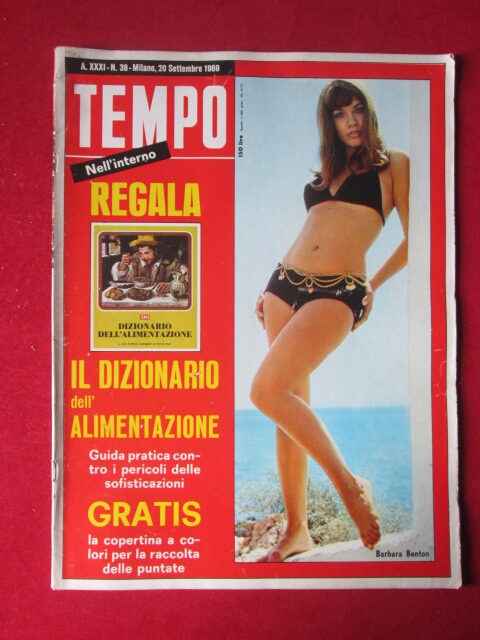 A. XXXI - N. 38 - Milano, 20 Settembre 1969
TEMPO
150 lire
Nell'interno
REGALA
DIZIONARIO
DELL'ALIMENTAZIONE
IL DIZIONARIO
dell'
ALIMENTAZIONE
Guida pratica con-
tro i pericoli delle
sofisticazioni
GRATIS
la copertina a co-
lori per la raccolta
delle puntate
Barbara Benton